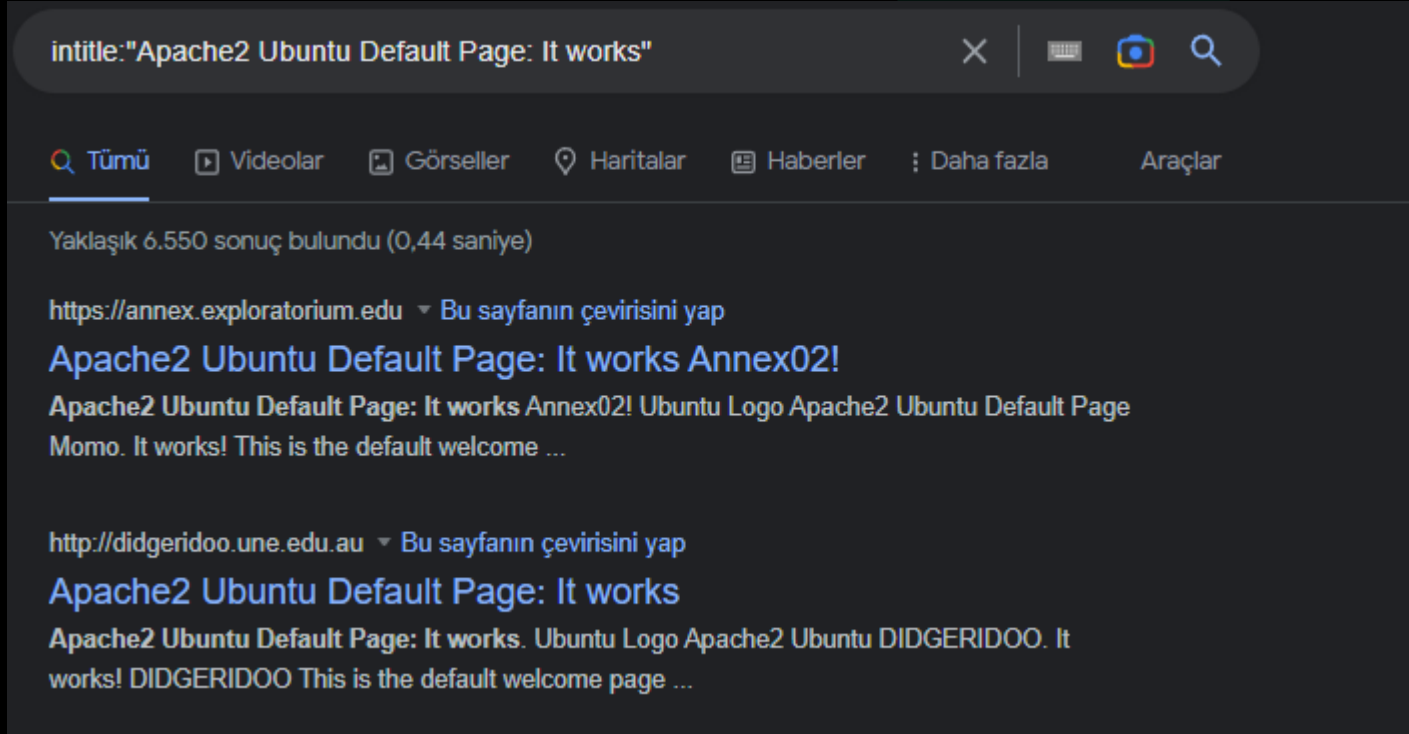 intitle:"Apache2 Ubuntu Default Page: It works"
Tümü Videolar Görseller Haritalar Haberler Daha fazla Araçlar
Yaklaşık 6.550 sonuç bulundu (0,44 saniye)
https://annex.exploratorium.edu Bu sayfanın çevirisini yap
Apache2 Ubuntu Default Page: It works Annex02!
Apache2 Ubuntu Default Page: It works Annex02! Ubuntu Logo Apache2 Ubuntu Default Page
Momo. It works! This is the default welcome ...
http://didgeridoo.une.edu.au Bu sayfanın çevirisini yap
Apache2 Ubuntu Default Page: It works
Apache2 Ubuntu Default Page: It works. Ubuntu Logo Apache2 Ubuntu DIDGERIDOO. It
works! DIDGERIDOO This is the default welcome page ...